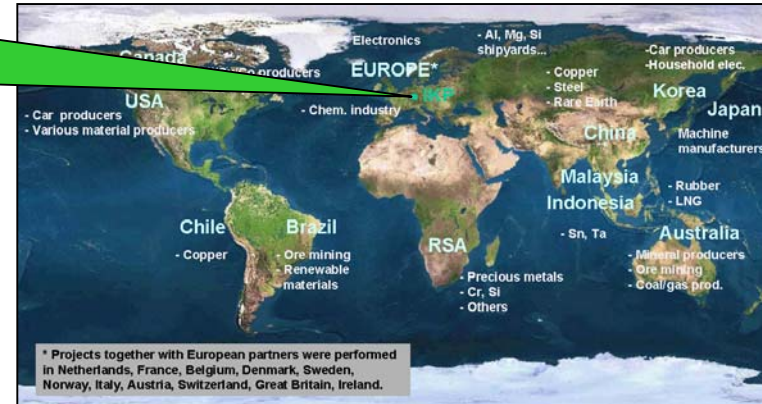 Canada
Co producers
USA
- Car producers
- Various material producers
Electronics
EUROPE*
IKP
- Chem. industry
- Al, Mg, Si
shipyards...
- Copper
- Steel
- Rare Earth
-Car producers
-Household elec.
Korea
Japan
China
Machine
manufacturers
Malaysia
Indonesia
- Rubber
- LNG
- Sn, Ta
Chile
- Copper
Brazil
- Ore mining
- Renewable
materials
RSA
- Precious metals
- Cr, Si
- Others
Australia
- Mineral producers
- Ore mining
- Coal/gas prod.
* Projects together with European partners were performed
in Netherlands, France, Belgium, Denmark, Sweden,
Norway, Italy, Austria, Switzerland, Great Britain, Ireland.